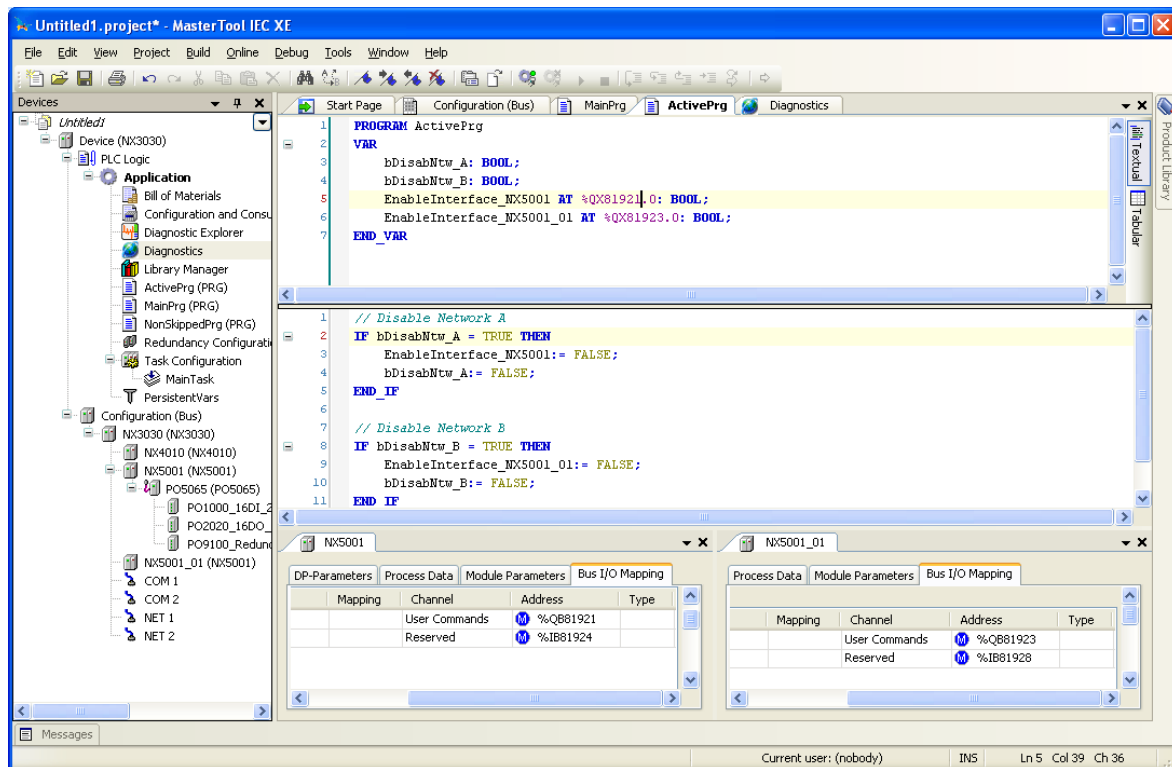 Untitled1.project* - MasterTool IEC XE
File Edit View Project Build Online Debug Tools Window Help
Devices
Untitled1
Device (NX3030)
PLC Logic
Application
Bill of Materials
Configuration and Consu
Diagnostic Explorer
Diagnostics
Library Manager
ActivePrg (PRG)
MainPrg (PRG)
NonSkippedPrg (PRG)
Redundancy Configurati
Task Configuration
MainTask
PersistentVars
Configuration (Bus)
NX3030 (NX3030)
NX4010 (NX4010)
NX5001 (NX5001)
PO5065 (PO5065)
PO1000_16DI_2
PO2020_16DO_
PO9100_Redund
NX5001_01 (NX5001)
COM 1
COM 2
NET 1
NET 2
Start Page Configuration (Bus) MainPrg ActivePrg Diagnostics
1 PROGRAM ActivePrg
2 VAR
3 bDisabNtw_A: BOOL;
4 bDisabNtw_B: BOOL;
5 EnableInterface_NX5001 AT %QX81921.0: BOOL;
6 EnableInterface_NX5001_01 AT %QX81923.0: BOOL;
7 END_VAR
Textual
Tabular
Product Library
1 // Disable Network A
2 IF bDisabNtw_A = TRUE THEN
3 EnableInterface_NX5001:= FALSE;
4 bDisabNtw_A:= FALSE;
5 END_IF
6
7 // Disable Network B
8 IF bDisabNtw_B = TRUE THEN
9 EnableInterface_NX5001_01:= FALSE;
10 bDisabNtw_B:= FALSE;
11 END_IF
NX5001
DP-Parameters Process Data Module Parameters Bus I/O Mapping
Mapping Channel Address Type
User Commands %QB81921
Reserved %IB81924
NX5001_01
Process Data Module Parameters Bus I/O Mapping
Mapping Channel Address Type
User Commands %QB81923
Reserved %IB81928
Messages
Current user: (nobody) INS Ln 5 Col 39 Ch 36